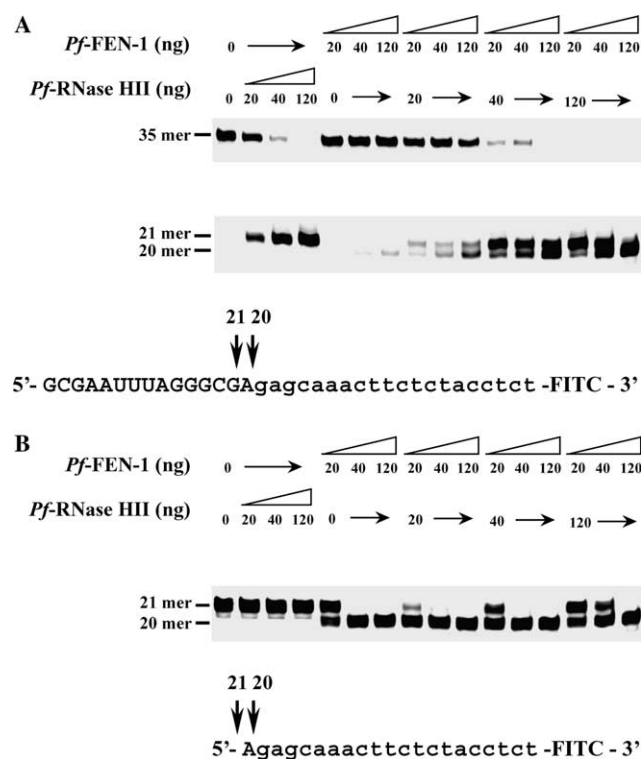 A
Pf-FEN-1 (ng) 0 20 40 120 20 40 120 20 40 120 20 40 120
Pf-RNase HII (ng) 0 20 40 120 0 20 40 120
35 mer
21 mer
20 mer
21 20
5’- GCGAAUUUAGGGCGAgagcaaacttctctacctct -FITC - 3’
B
Pf-FEN-1 (ng) 0 20 40 120 20 40 120 20 40 120 20 40 120
Pf-RNase HII (ng) 0 20 40 120 0 20 40 120
21 mer
20 mer
21 20
5’- Agagcaaacttctctacctct -FITC - 3’